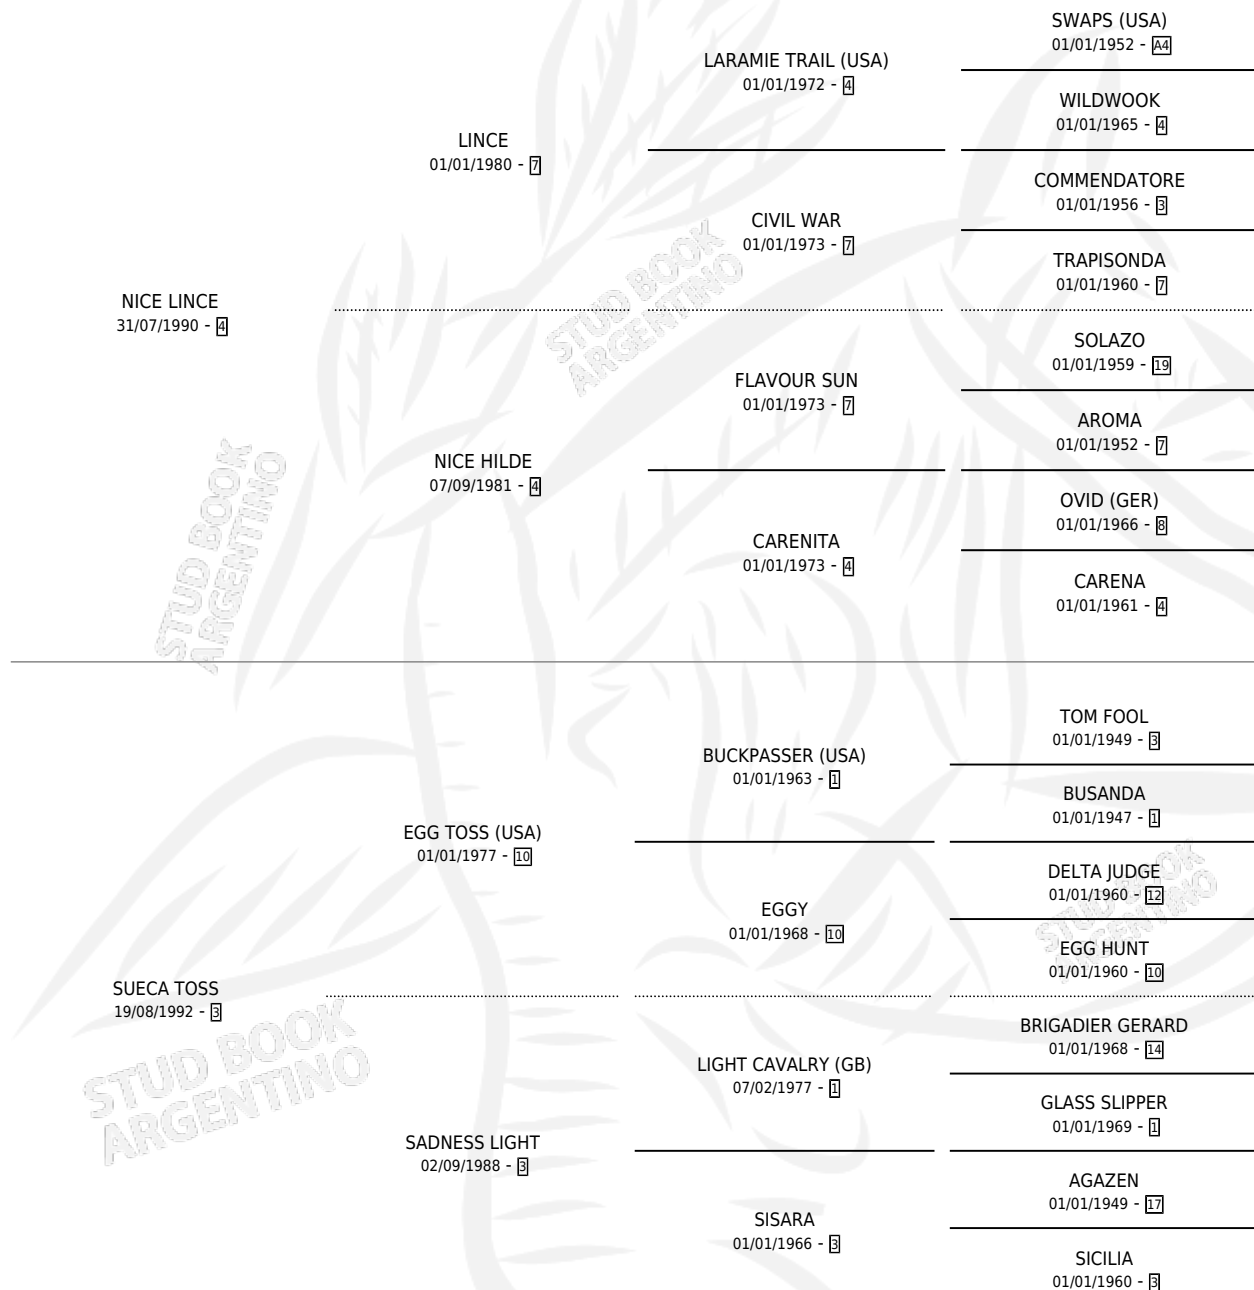 SWAPS (USA)
01/01/1952 - A4
LARAMIE TRAIL (USA)
01/01/1972 - 4
WILDWOOK
01/01/1965 - 4
LINCE
01/01/1980 - 7
COMMENDATORE
01/01/1956 - 3
CIVIL WAR
01/01/1973 - 7
TRAPISONDA
01/01/1960 - 7
NICE LINCE
31/07/1990 - 4
SOLAZO
01/01/1959 - 19
FLAVOUR SUN
01/01/1973 - 7
AROMA
01/01/1952 - 7
NICE HILDE
07/09/1981 - 4
OVID (GER)
01/01/1966 - 8
CARENITA
01/01/1973 - 4
CARENA
01/01/1961 - 4
STUD BOOK
ARGENTINO
STUD BOOK
ARGENTINO
TOM FOOL
01/01/1949 - 3
BUCKPASSER (USA)
01/01/1963 - 1
BUSANDA
01/01/1947 - 1
EGG TOSS (USA)
01/01/1977 - 10
DELTA JUDGE
01/01/1960 - 12
EGGY
01/01/1968 - 10
EGG HUNT
01/01/1960 - 10
SUECA TOSS
19/08/1992 - 3
BRIGADIER GERARD
01/01/1968 - 14
LIGHT CAVALRY (GB)
07/02/1977 - 1
GLASS SLIPPER
01/01/1969 - 1
SADNESS LIGHT
02/09/1988 - 3
AGAZEN
01/01/1949 - 17
SISARA
01/01/1966 - 3
SICILIA
01/01/1960 - 3
STUD BOOK
ARGENTINO
STUD BOOK
ARGENTINO